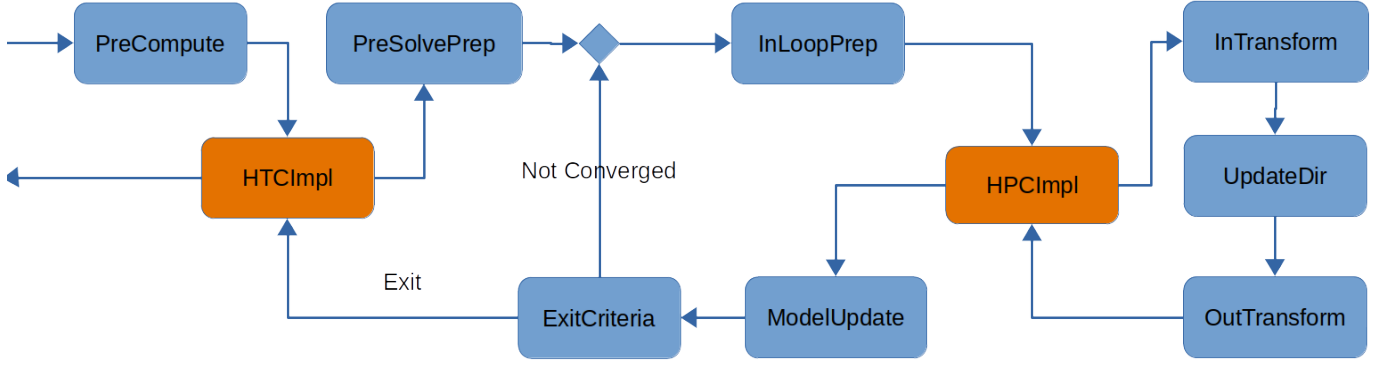 PreCompute
PreSolvePrep
InLoopPrep
InTransform
HTCImpl
Not Converged
HPCImpl
UpdateDir
Exit
ExitCriteria
ModelUpdate
OutTransform